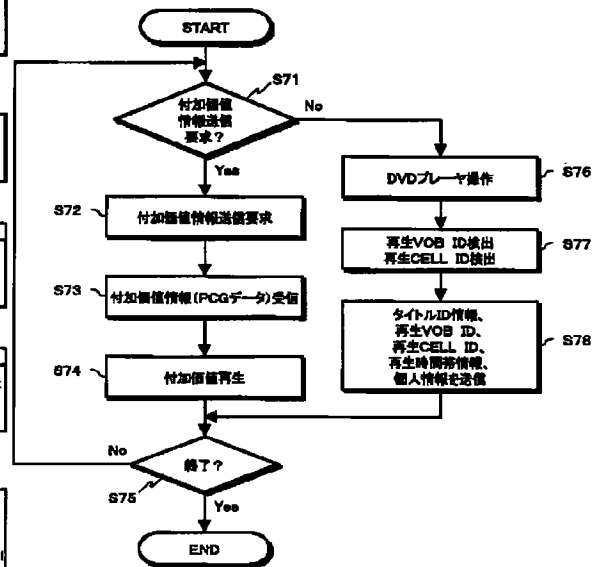 START
S71
付加価値
情報送信
要求?
No
Yes
S76
DVDプレーヤ操作
S72
付加価値情報送信要求
S77
再生VOB ID検出
再生CELL ID検出
S73
付加価値情報(PCGデータ)受信
S78
タイトルID情報、
再生VOB ID、
再生CELL ID、
再生時間帯情報、
個人情報を送信
S74
付加価値再生
No
終了?
S75
Yes
END